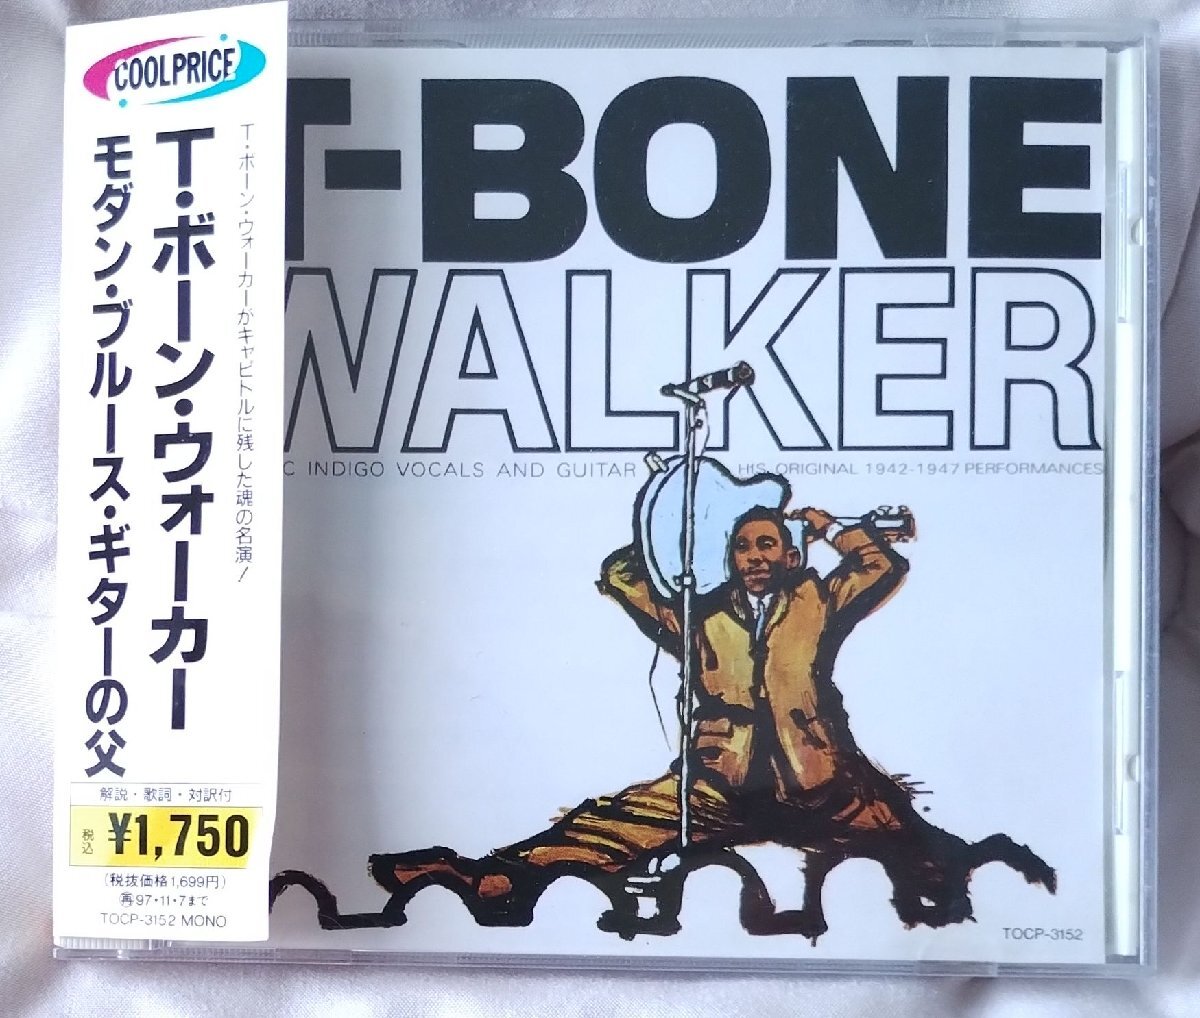 COOLPRICE
T・ボーン・ウォーカーがキャピトルに残した魂の名演!
T・ボーン・ウォーカー
モダン・ブルース・ギターの父
解説・歌詞・対訳付
税込 ¥1,750
(税抜価格1,699円)
再97・11・7まで
TOCP-3152 MONO
T-BONE
WALKER
C INDIGO VOCALS AND GUITAR HIS ORIGINAL 1942-1947 PERFORMANCES
TOCP-3152